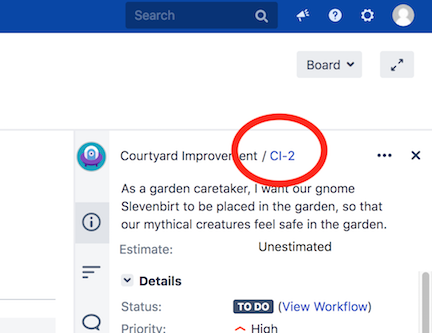 Search
Board
Courtyard Improvement / CI-2
As a garden caretaker, I want our gnome
Slevenbirt to be placed in the garden, so that
our mythical creatures feel safe in the garden.
Estimate: Unestimated
Details
Status: TO DO (View Workflow)
Priority: High